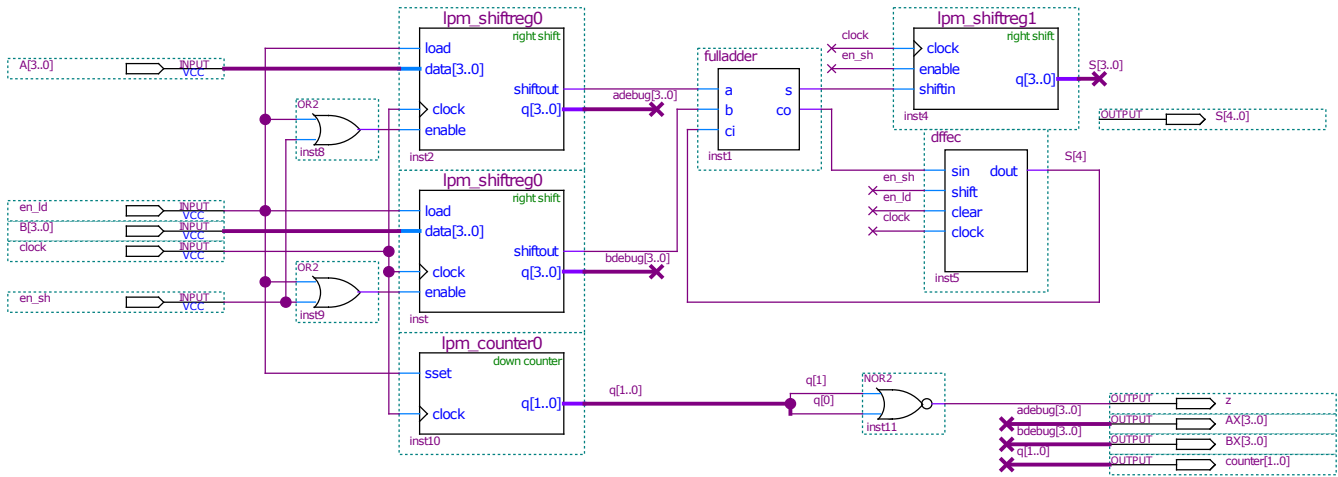 lpm_shiftreg0
right shift
load
data[3..0]
shiftout
clock
q[3..0]
enable
inst2
A[3..0]
INPUT
VCC
OR2
inst8
adebug[3..0]
fulladder
a
b
ci
s
co
inst1
lpm_shiftreg1
right shift
clock
enable
shiftin
q[3..0]
inst4
clock
en_sh
S[3..0]
OUTPUT
S[4..0]
dffec
sin
shift
clear
clock
dout
inst5
en_sh
en_ld
clock
S[4]
lpm_shiftreg0
right shift
load
data[3..0]
shiftout
clock
q[3..0]
enable
inst
en_ld
INPUT
VCC
B[3..0]
INPUT
VCC
clock
INPUT
VCC
en_sh
INPUT
VCC
OR2
inst9
bdebug[3..0]
lpm_counter0
down counter
sset
q[1..0]
clock
inst10
q[1..0]
q[1]
q[0]
NOR2
inst11
OUTPUT
z
adebug[3..0]
OUTPUT
AX[3..0]
bdebug[3..0]
OUTPUT
BX[3..0]
q[1..0]
OUTPUT
counter[1..0]